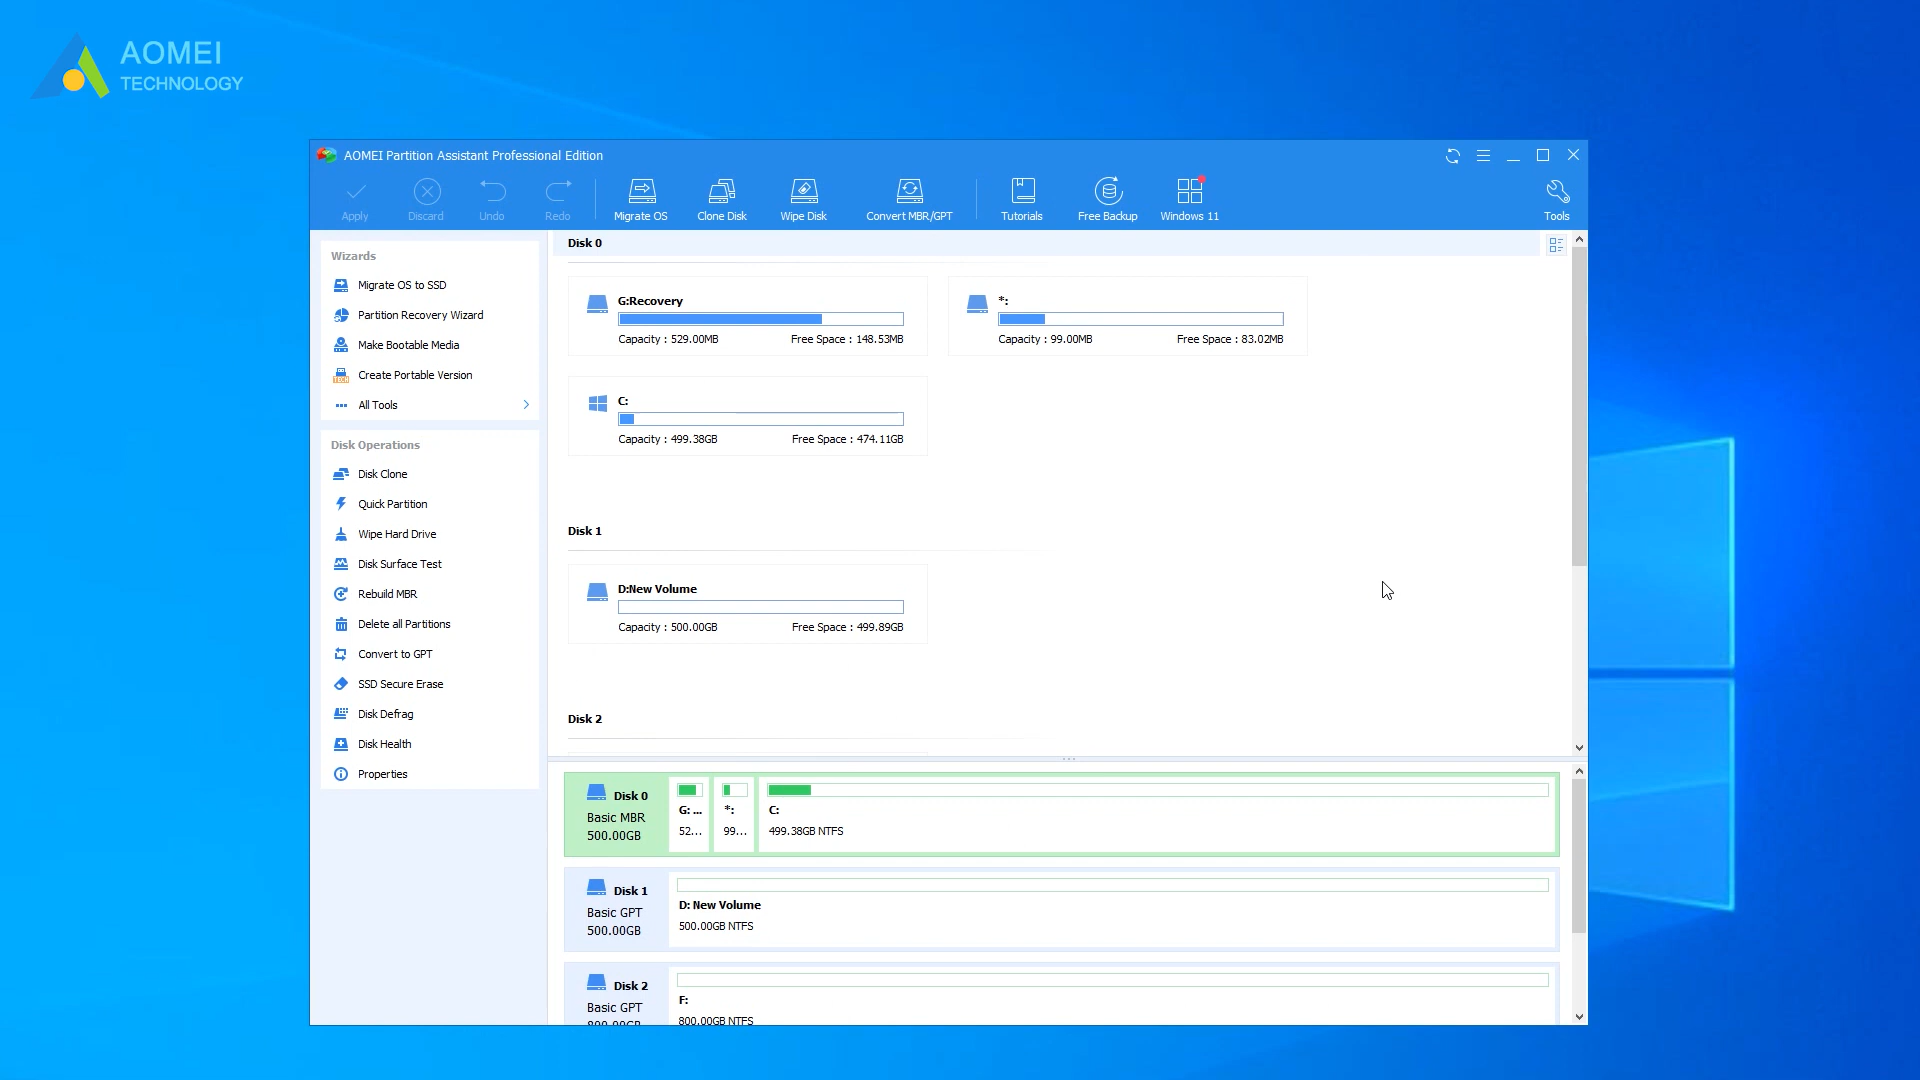 AOMEI
TECHNOLOGY
AOMEI Partition Assistant Professional Edition
Apply
Discard
Undo
Redo
Migrate OS
Clone Disk
Wipe Disk
Convert MBR/GPT
Tutorials
Free Backup
Windows 11
Tools
Wizards
Migrate OS to SSD
Partition Recovery Wizard
Make Bootable Media
Create Portable Version
All Tools
Disk Operations
Disk Clone
Quick Partition
Wipe Hard Drive
Disk Surface Test
Rebuild MBR
Delete all Partitions
Convert to GPT
SSD Secure Erase
Disk Defrag
Disk Health
Properties
Disk 0
G:Recovery
Capacity : 529.00MB Free Space : 148.53MB
*:
Capacity : 99.00MB Free Space : 83.02MB
C:
Capacity : 499.38GB Free Space : 474.11GB
Disk 1
D:New Volume
Capacity : 500.00GB Free Space : 499.89GB
Disk 2
Disk 0
Basic MBR
500.00GB
G: ...
52...
*:
99...
C:
499.38GB NTFS
Disk 1
Basic GPT
500.00GB
D: New Volume
500.00GB NTFS
Disk 2
Basic GPT
800.00GB
F:
800.00GB NTFS